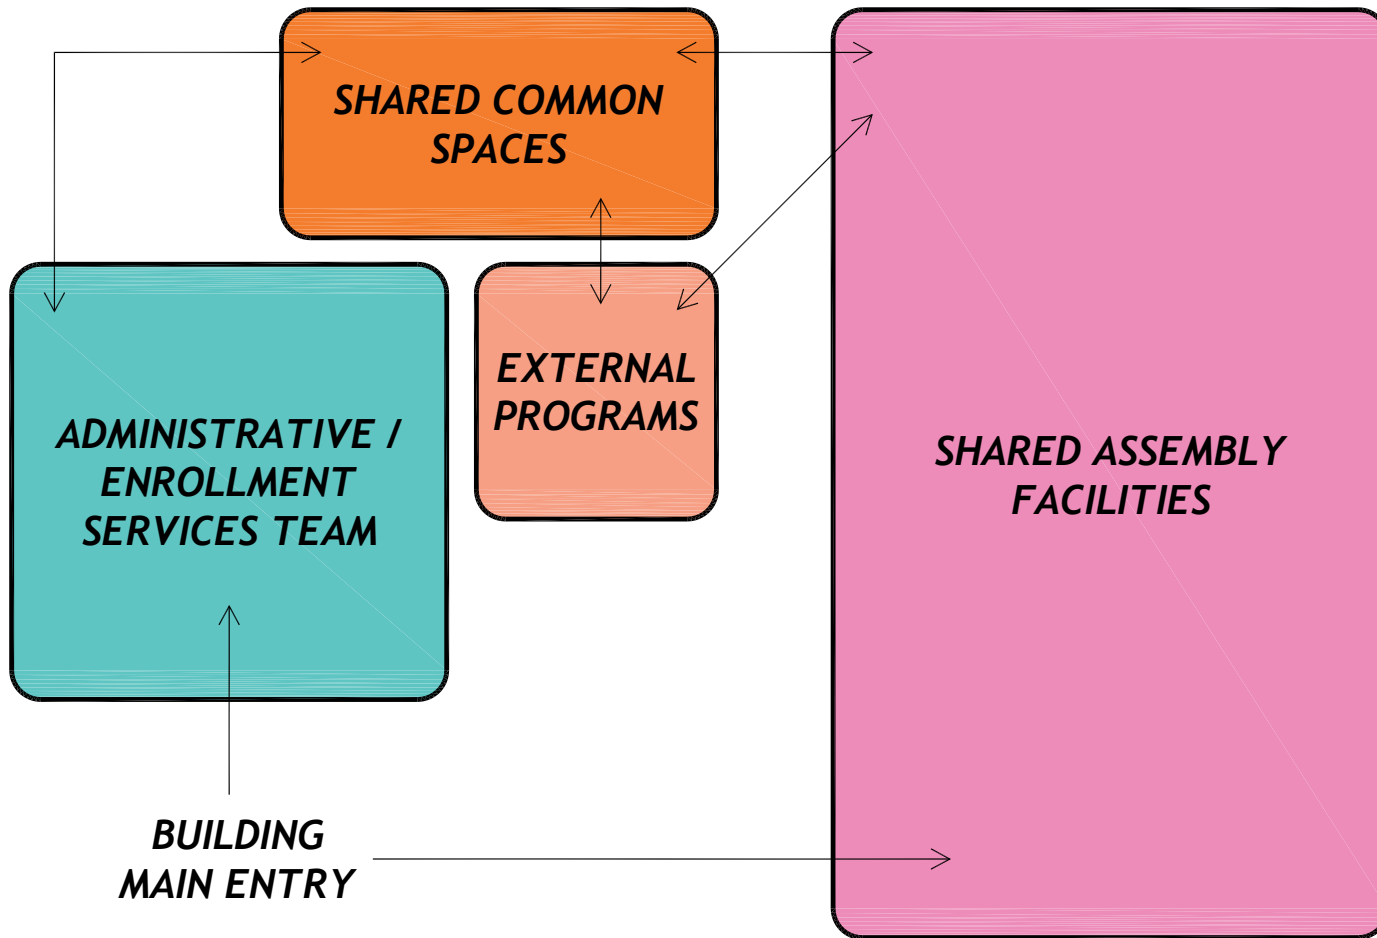 SHARED COMMON
SPACES
EXTERNAL
PROGRAMS
ADMINISTRATIVE /
ENROLLMENT
SERVICES TEAM
SHARED ASSEMBLY
FACILITIES
BUILDING
MAIN ENTRY